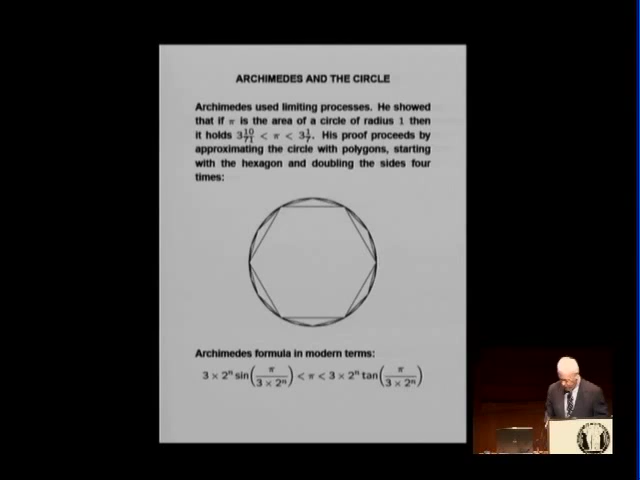 ARCHIMEDES AND THE CIRCLE
Archimedes used limiting processes. He showed
that if π is the area of a circle of radius 1 then
it holds 3 10/71 < π < 3 1/7. His proof proceeds by
approximating the circle with polygons, starting
with the hexagon and doubling the sides four
times:
Archimedes formula in modern terms:
3 × 2ⁿ sin(π/(3 × 2ⁿ)) < π < 3 × 2ⁿ tan(π/(3 × 2ⁿ))